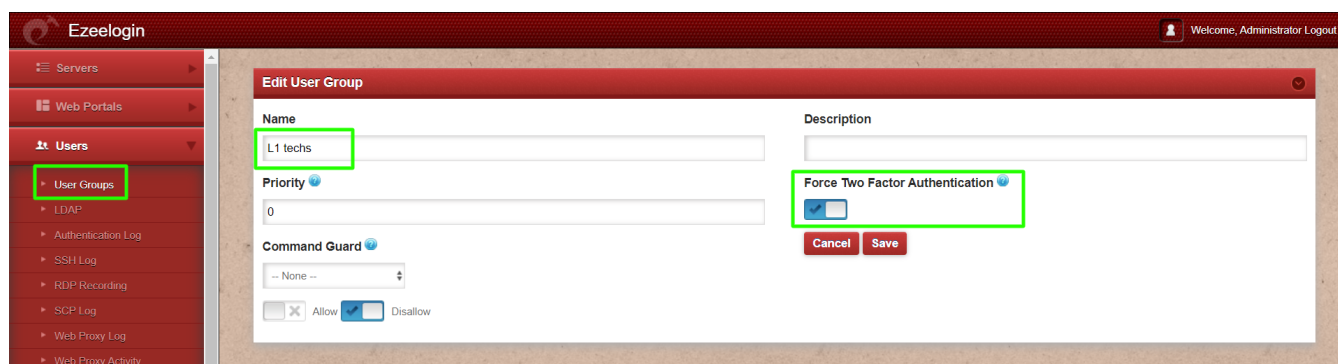 Ezeelogin
Welcome, Administrator Logout
Servers
Web Portals
Users
User Groups
LDAP
Authentication Log
SSH Log
RDP Recording
SCP Log
Web Proxy Log
Web Proxy Activity
Edit User Group
Name
Description
L1 techs
Priority
Force Two Factor Authentication
0
Cancel Save
Command Guard
-- None --
Allow Disallow